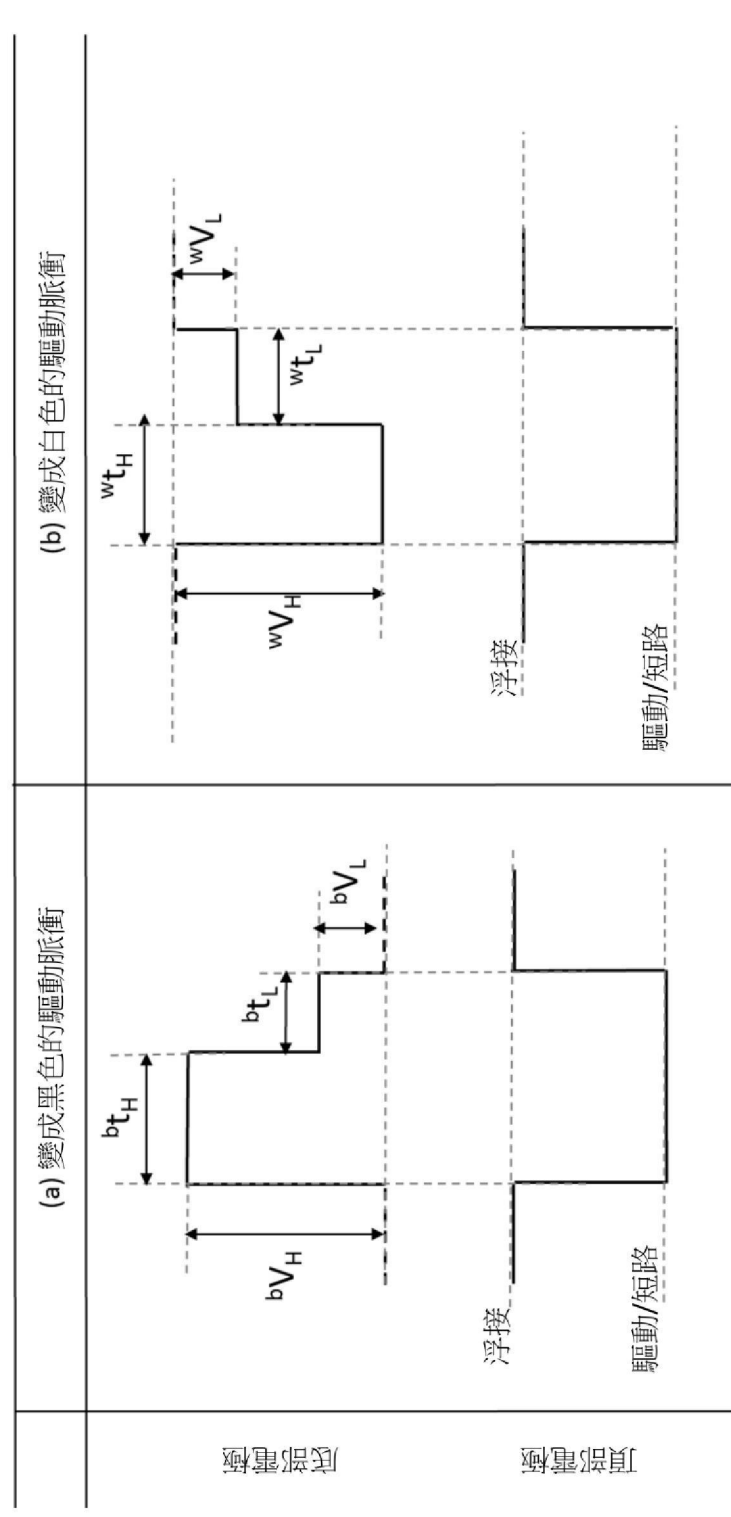 (a) 變成黑色的驅動脈衝
(b) 變成白色的驅動脈衝
底部電極
bVH
btH
btL
bVL
wVH
wtH
wtL
wVL
頂部電極
浮接
驅動/短路
浮接
驅動/短路